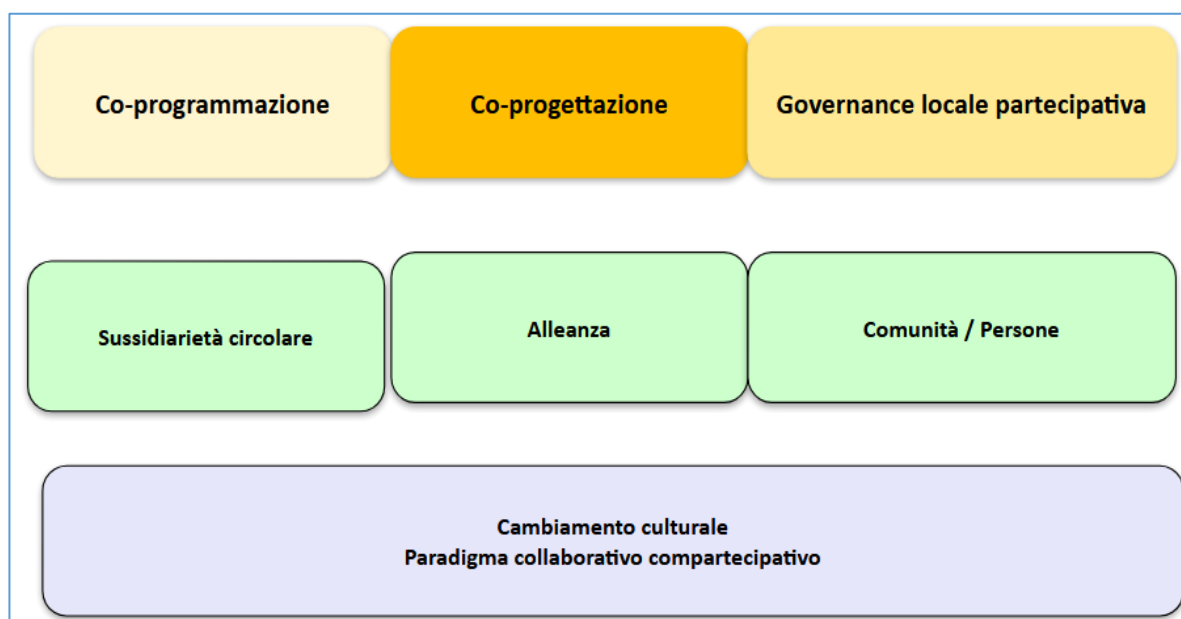 Co-programmazione
Co-progettazione
Governance locale partecipativa
Sussidiarietà circolare
Alleanza
Comunità / Persone
Cambiamento culturale
Paradigma collaborativo compartecipativo